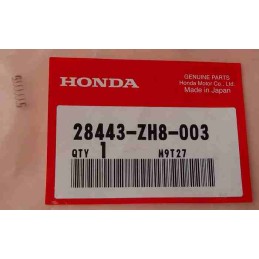 HONDA
GENUINE PARTS
Honda Motor Co., Ltd.
Made in Japan
28443-ZH8-003
QTY 1 M9T27